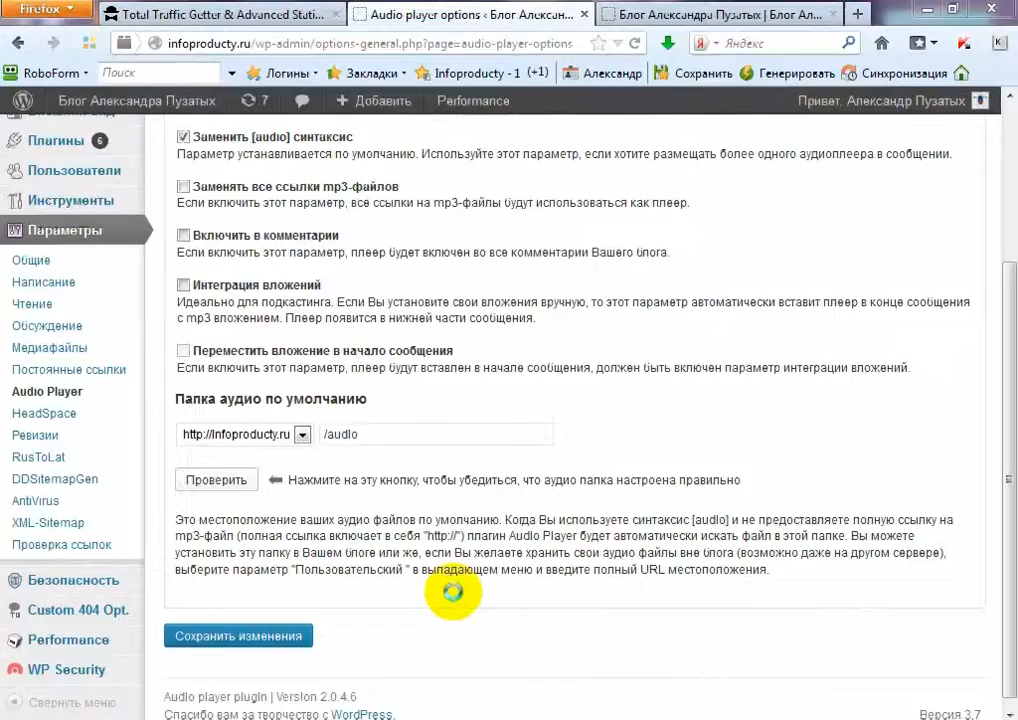 Firefox
Total Traffic Getter & Advanced Stati...
Audio player options ‹ Блог Алексан...
Блог Александра Пузатых | Блог Ал...
infoproducty.ru/wp-admin/options-general.php?page=audio-player-options
Яндекс
RoboForm
Поиск
Логины
Закладки
Infoproducty - 1 (+1)
Александр
Сохранить
Генерировать
Синхронизация
Блог Александра Пузатых
7
Добавить
Performance
Привет, Александр Пузатых
Плагины 6
Пользователи
Инструменты
Параметры
Общие
Написание
Чтение
Обсуждение
Медиафайлы
Постоянные ссылки
Audio Player
HeadSpace
Ревизии
RusToLat
DDSitemapGen
AntiVirus
XML-Sitemap
Проверка ссылок
Безопасность
Custom 404 Opt.
Performance
WP Security
Свернуть меню
Заменить [audio] синтаксис
Параметр устанавливается по умолчанию. Используйте этот параметр, если хотите размещать более одного аудиоплеера в сообщении.
Заменять все ссылки mp3-файлов
Если включить этот параметр, все ссылки на mp3-файлы будут использоваться как плеер.
Включить в комментарии
Если включить этот параметр, плеер будет включен во все комментарии Вашего блога.
Интеграция вложений
Идеально для подкастинга. Если Вы установите свои вложения вручную, то этот параметр автоматически вставит плеер в конце сообщения
с mp3 вложением. Плеер появится в нижней части сообщения.
Переместить вложение в начало сообщения
Если включить этот параметр, плеер будут вставлен в начале сообщения, должен быть включен параметр интеграции вложений.
Папка аудио по умолчанию
http://infoproducty.ru
/audio
Проверить
Нажмите на эту кнопку, чтобы убедиться, что аудио папка настроена правильно
Это местоположение ваших аудио файлов по умолчанию. Когда Вы используете синтаксис [audio] и не предоставляете полную ссылку на
mp3-файл (полная ссылка включает в себя "http://") плагин Audio Player будет автоматически искать файл в этой папке. Вы можете
установить эту папку в Вашем блоге или же, если Вы желаете хранить свои аудио файлы вне блога (возможно даже на другом сервере),
выберите параметр "Пользовательский " в выпадающем меню и введите полный URL местоположения.
Сохранить изменения
Audio player plugin | Version 2.0.4.6
Спасибо вам за творчество с WordPress.
Версия 3.7